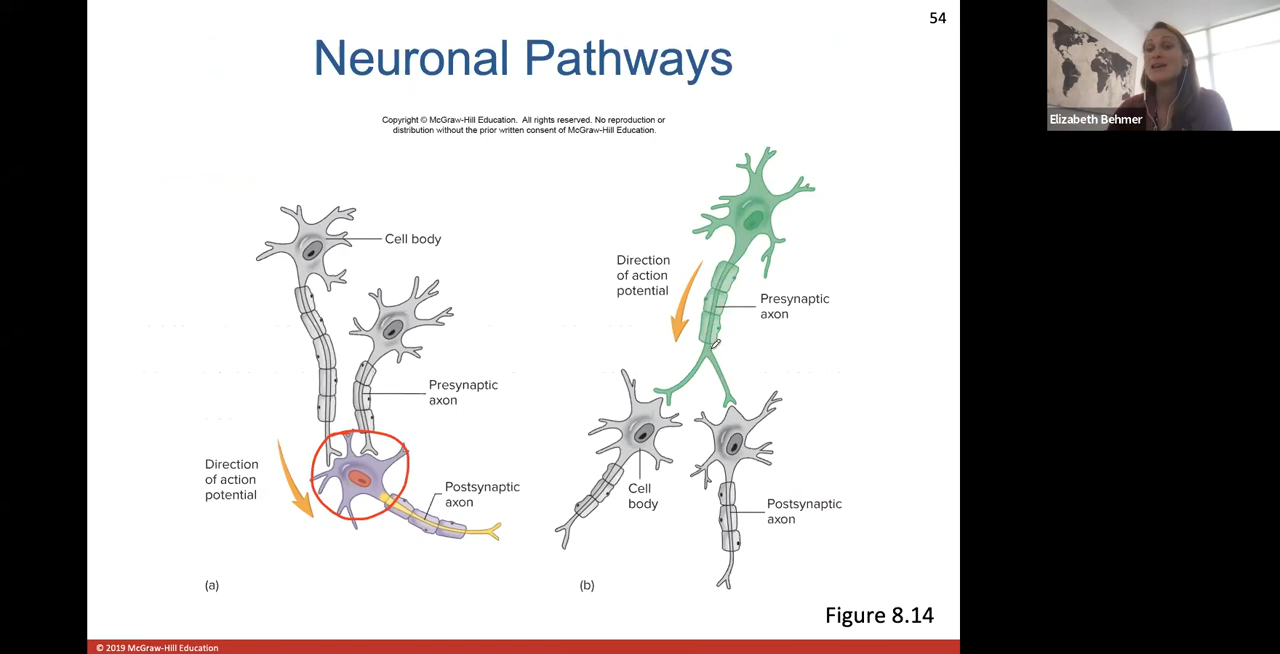 54
Neuronal Pathways
Copyright © McGraw-Hill Education. All rights reserved. No reproduction or
distribution without the prior written consent of McGraw-Hill Education.
Elizabeth Behmer
Cell body
Presynaptic
axon
Direction
of action
potential
Postsynaptic
axon
(a)
Direction
of action
potential
Presynaptic
axon
Cell
body
Postsynaptic
axon
(b)
Figure 8.14
© 2019 McGraw-Hill Education